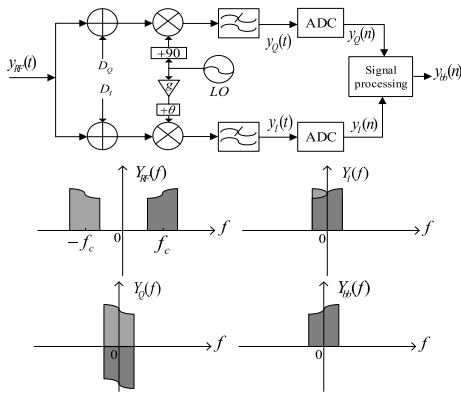 y_RF(t)
D_Q
D_I
+90
g
+θ
LO
y_Q(t)
ADC
y_Q(n)
Signal
processing
y_bb(n)
y_I(t)
ADC
y_I(n)
Y_RF(f)
f
-f_c
0
f_c
Y_I(f)
f
0
Y_Q(f)
f
0
Y_bb(f)
f
0